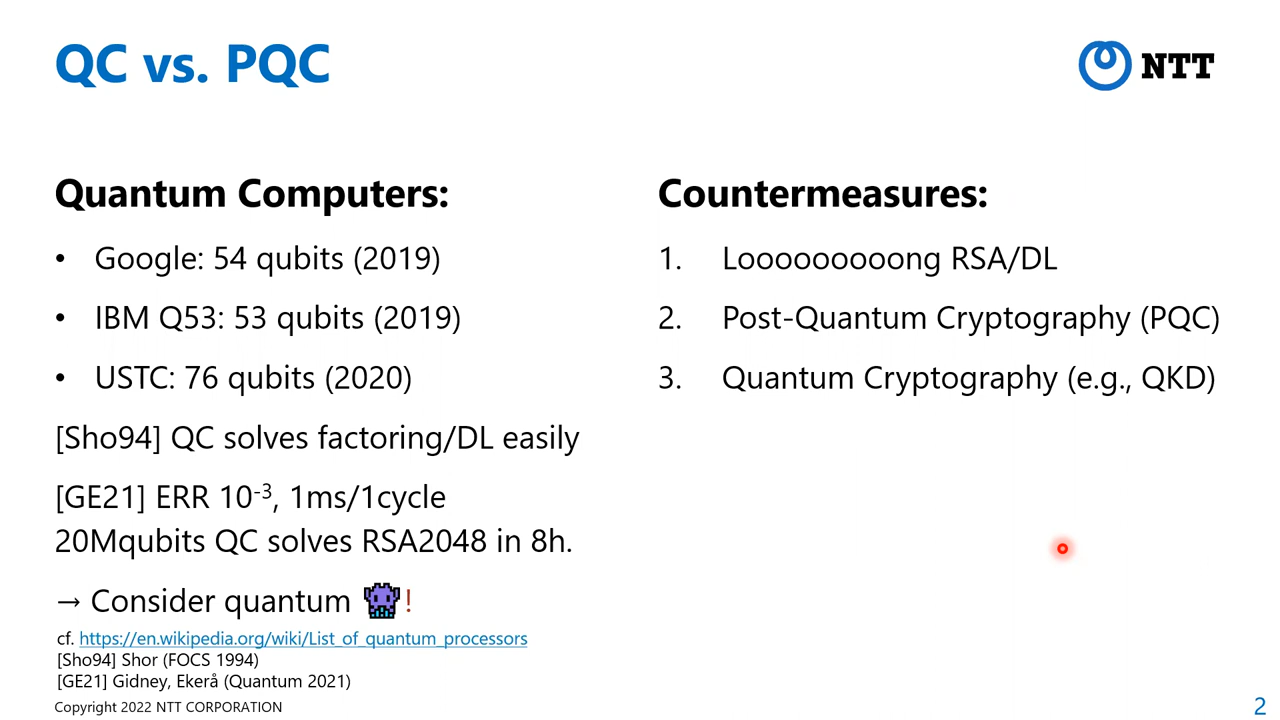 QC vs. PQC
NTT
Quantum Computers:
• Google: 54 qubits (2019)
• IBM Q53: 53 qubits (2019)
• USTC: 76 qubits (2020)
[Sho94] QC solves factoring/DL easily
[GE21] ERR 10⁻³, 1ms/1cycle
20Mqubits QC solves RSA2048 in 8h.
→ Consider quantum !
cf. https://en.wikipedia.org/wiki/List_of_quantum_processors
[Sho94] Shor (FOCS 1994)
[GE21] Gidney, Ekerå (Quantum 2021)
Countermeasures:
1. Looooooooong RSA/DL
2. Post-Quantum Cryptography (PQC)
3. Quantum Cryptography (e.g., QKD)
Copyright 2022 NTT CORPORATION
2